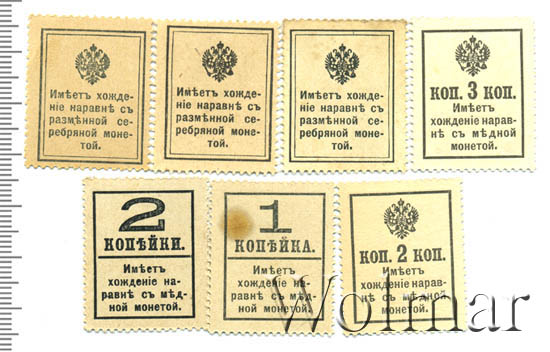 Имѣетъ хожде-
ніе наравнѣ съ
размѣнной се-
ребряной моне-
той.
Имѣетъ хожде-
ніе наравнѣ съ
размѣнной се-
ребряной моне-
той.
Имѣетъ хожде-
ніе наравнѣ съ
размѣнной се-
ребряной моне-
той.
КОП. 3 КОП.
Имѣетъ
хожденіе нарав-
нѣ съ мѣдной
монетой.
2
КОПѢЙКИ.
Имѣетъ
хожденіе на-
равнѣ съ мѣд-
ной монетой.
1
КОПѢЙКА.
Имѣетъ
хожденіе на-
равнѣ съ мѣд-
ной монетой.
КОП. 2 КОП.
Имѣетъ
хожденіе нарав-
нѣ съ мѣдной
монетой.
Wolmar